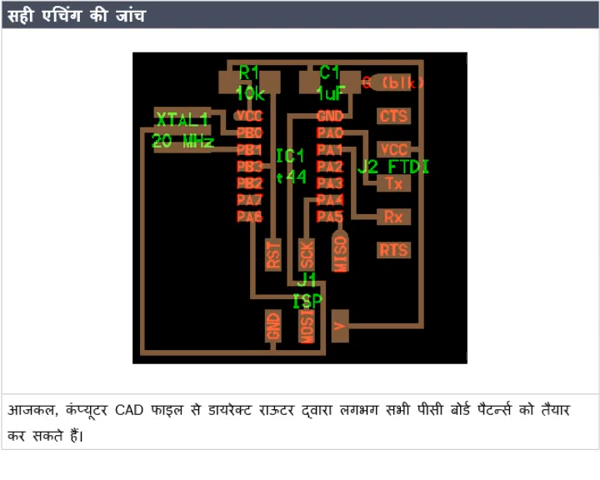 सही एचिंग की जांच
R1
C1
G (blk)
10k
1uF
VCC
GND
CTS
XTAL1
PB0
PA0
20 MHz
PB1
PA1
VCC
IC1
PB3
PA2
J2 FTDI
t44
PB2
PA3
Tx
PA7
PA4
PA6
PA5
Rx
RST
SCK
MISO
RTS
J1
ISP
GND
MOSI
V
आजकल, कंप्यूटर CAD फाइल से डायरेक्ट राऊटर द्वारा लगभग सभी पीसी बोर्ड पैटर्न्स को तैयार
कर सकते हैं।